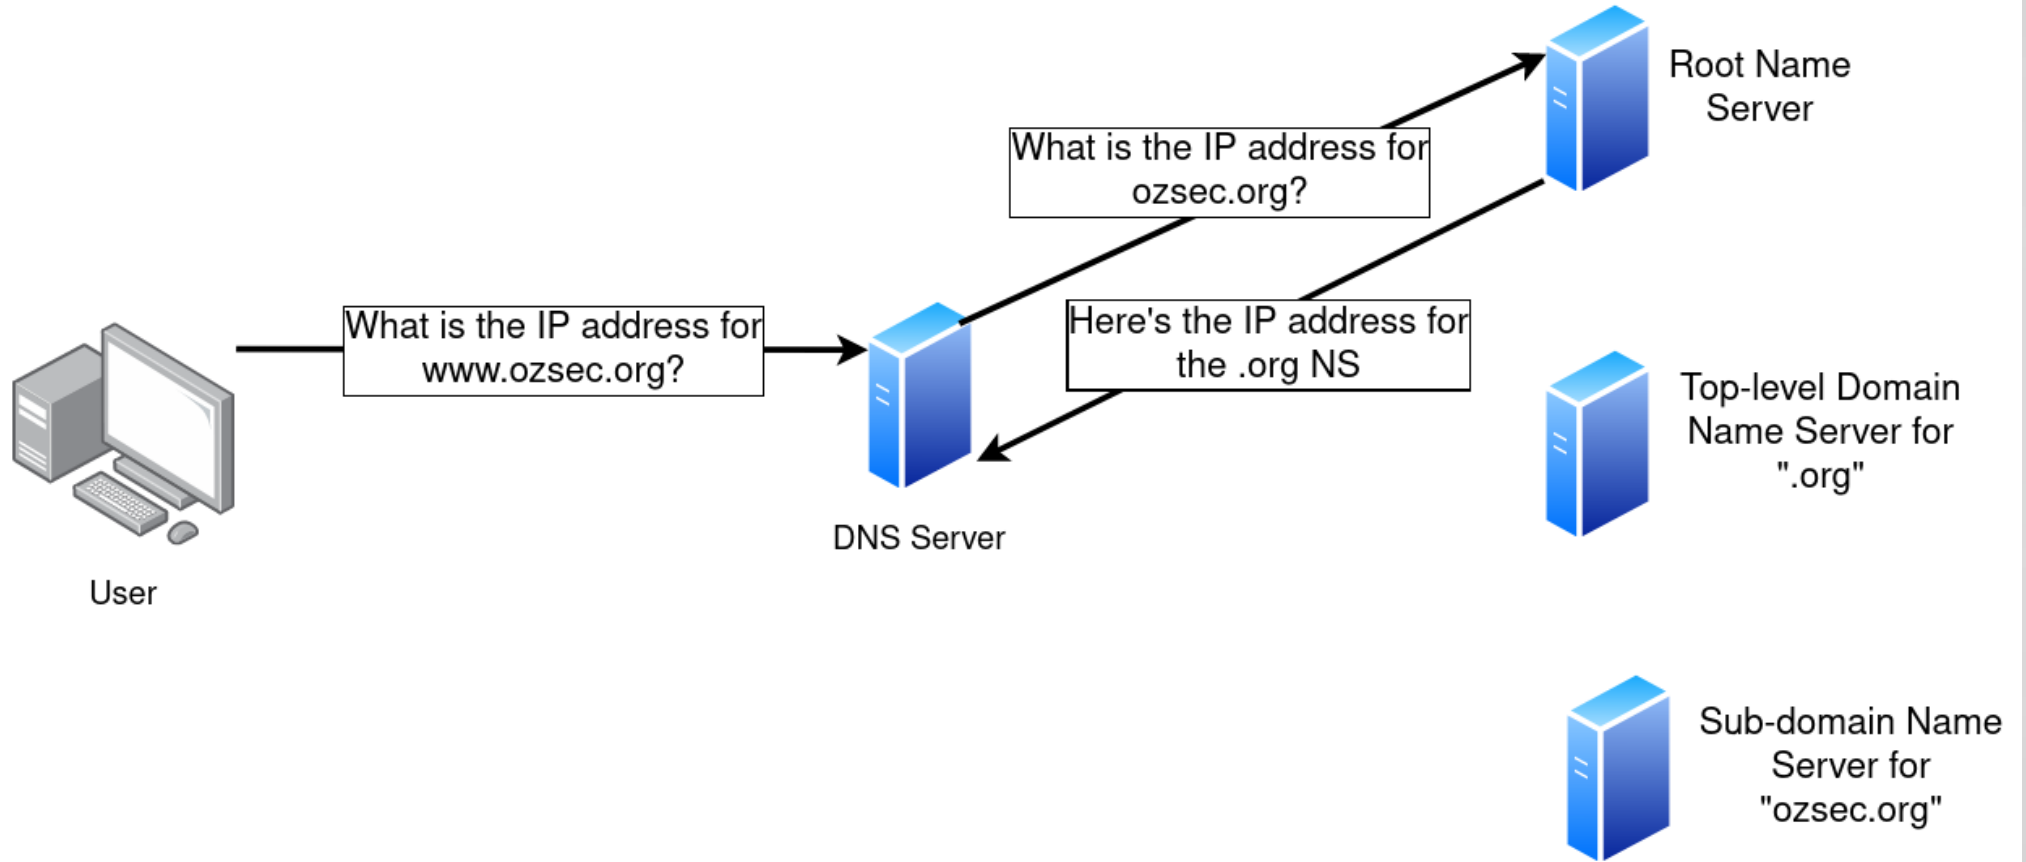 Root Name
Server
What is the IP address for
ozsec.org?
Here's the IP address for
the .org NS
What is the IP address for
www.ozsec.org?
Top-level Domain
Name Server for
".org"
DNS Server
User
Sub-domain Name
Server for
"ozsec.org"